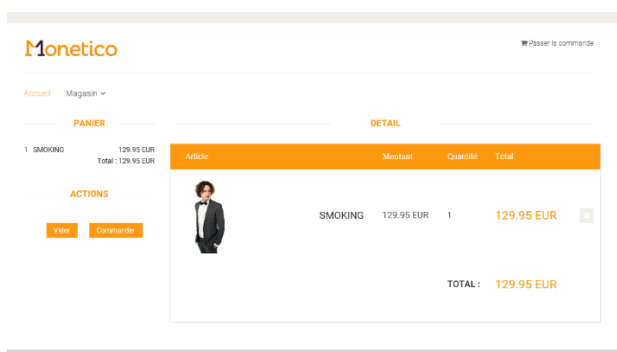 Monetico
Passer la commande
Accueil Magasin
PANIER
1 SMOKING 129.95 EUR
Total : 129.95 EUR
ACTIONS
Vider Commander
DETAIL
Article Montant Quantité Total
SMOKING 129.95 EUR 1 129.95 EUR
TOTAL : 129.95 EUR